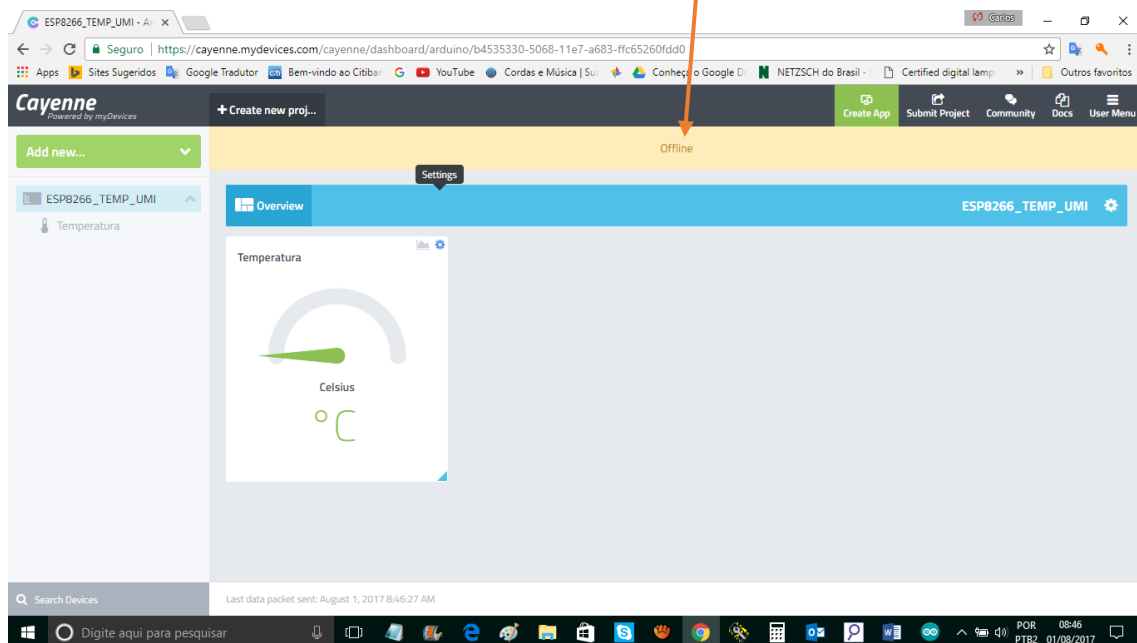 ESP8266_TEMP_UMI - Ar
Carlos
Seguro | https://cayenne.mydevices.com/cayenne/dashboard/arduino/b4535330-5068-11e7-a683-ffc65260fdd0
Apps Sites Sugeridos Google Tradutor citi Bem-vindo ao Citibar G YouTube Cordas e Música | Sua Conheça o Google D N NETZSCH do Brasil - Certified digital lamp » Outros favoritos
Cayenne
Powered by myDevices
+ Create new proj...
Create App
Submit Project
Community
Docs
User Menu
Add new...
Offline
Settings
ESP8266_TEMP_UMI
Temperatura
Overview
ESP8266_TEMP_UMI
Temperatura
Celsius
°C
Search Devices
Last data packet sent: August 1, 2017 8:46:27 AM
Digite aqui para pesquisar
POR 08:46
PTB2 01/08/2017